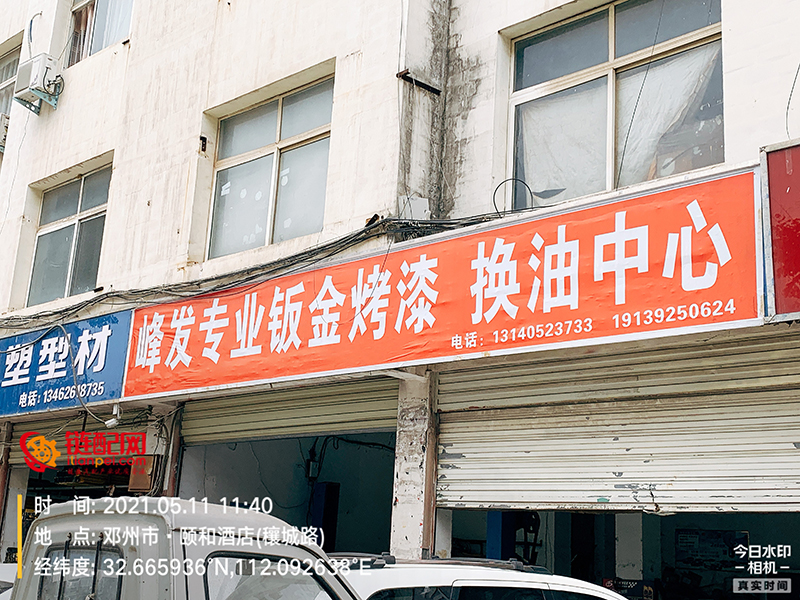 峰发专业钣金烤漆 换油中心
电话：13140523733 19139250624
塑型材
电话：13462618735
链配网
lianpei.com
时 间: 2021.05.11 11:40
地 点: 邓州市·颐和酒店(穰城路)
经纬度: 32.665936°N,112.092638°E
今日水印
相机
真实时间